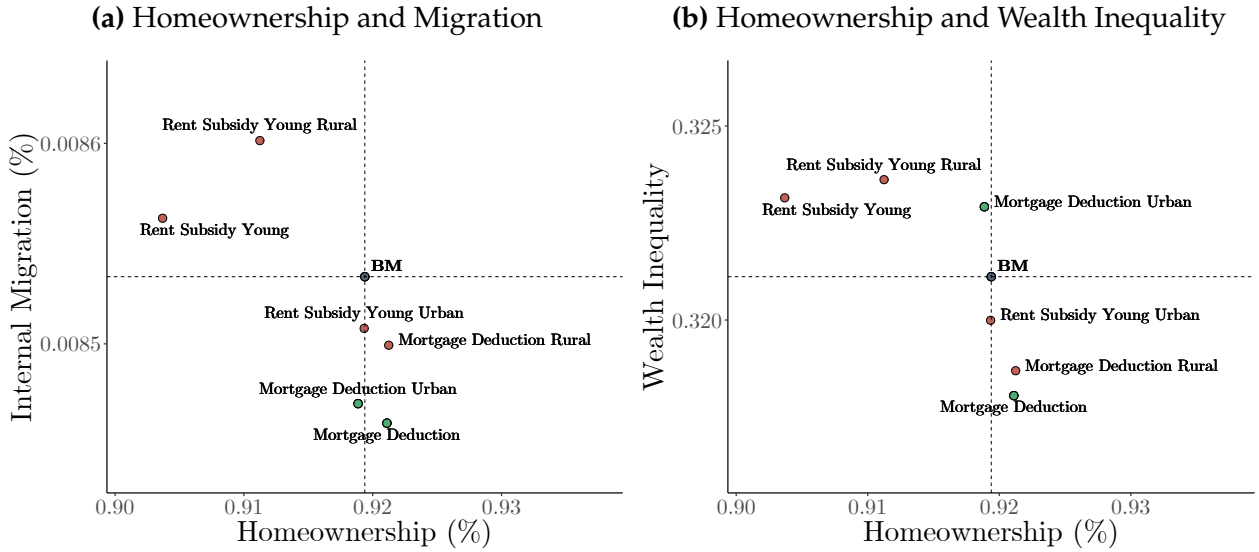 (a) Homeownership and Migration
Internal Migration (%)
0.0086
0.0085
Rent Subsidy Young Rural
Rent Subsidy Young
BM
Rent Subsidy Young Urban
Mortgage Deduction Rural
Mortgage Deduction Urban
Mortgage Deduction
0.90 0.91 0.92 0.93
Homeownership (%)
(b) Homeownership and Wealth Inequality
Wealth Inequality
0.325
0.320
Rent Subsidy Young Rural
Rent Subsidy Young
Mortgage Deduction Urban
BM
Rent Subsidy Young Urban
Mortgage Deduction Rural
Mortgage Deduction
0.90 0.91 0.92 0.93
Homeownership (%)